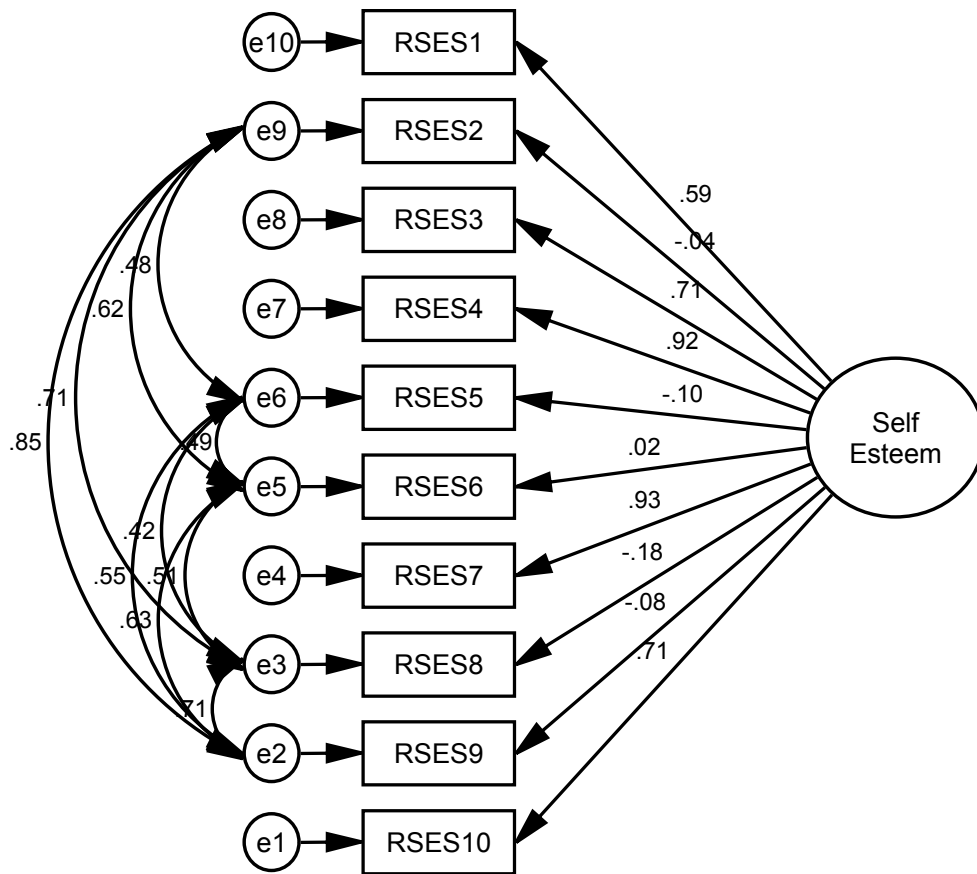 e10
RSES1
e9
RSES2
.59
e8
RSES3
-.04
.48
.71
.62
e7
RSES4
.92
.71
e6
RSES5
-.10
Self
Esteem
.85
.49
.02
e5
RSES6
.93
.42
.55
.51
e4
RSES7
-.18
.63
-.08
e3
RSES8
.71
.71
e2
RSES9
e1
RSES10